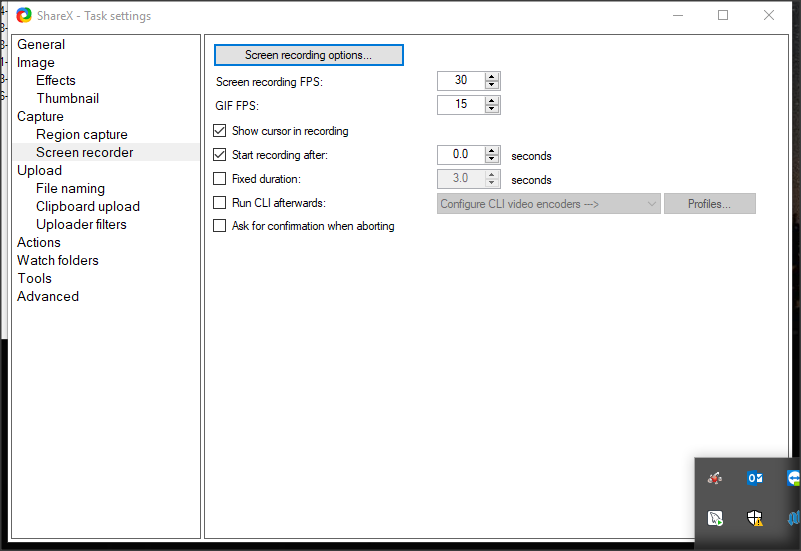 ShareX - Task settings
General
Image
Effects
Thumbnail
Capture
Region capture
Screen recorder
Upload
File naming
Clipboard upload
Uploader filters
Actions
Watch folders
Tools
Advanced
Screen recording options...
Screen recording FPS: 30
GIF FPS: 15
Show cursor in recording
Start recording after: 0.0 seconds
Fixed duration: 3.0 seconds
Run CLI afterwards: Configure CLI video encoders ---> Profiles...
Ask for confirmation when aborting